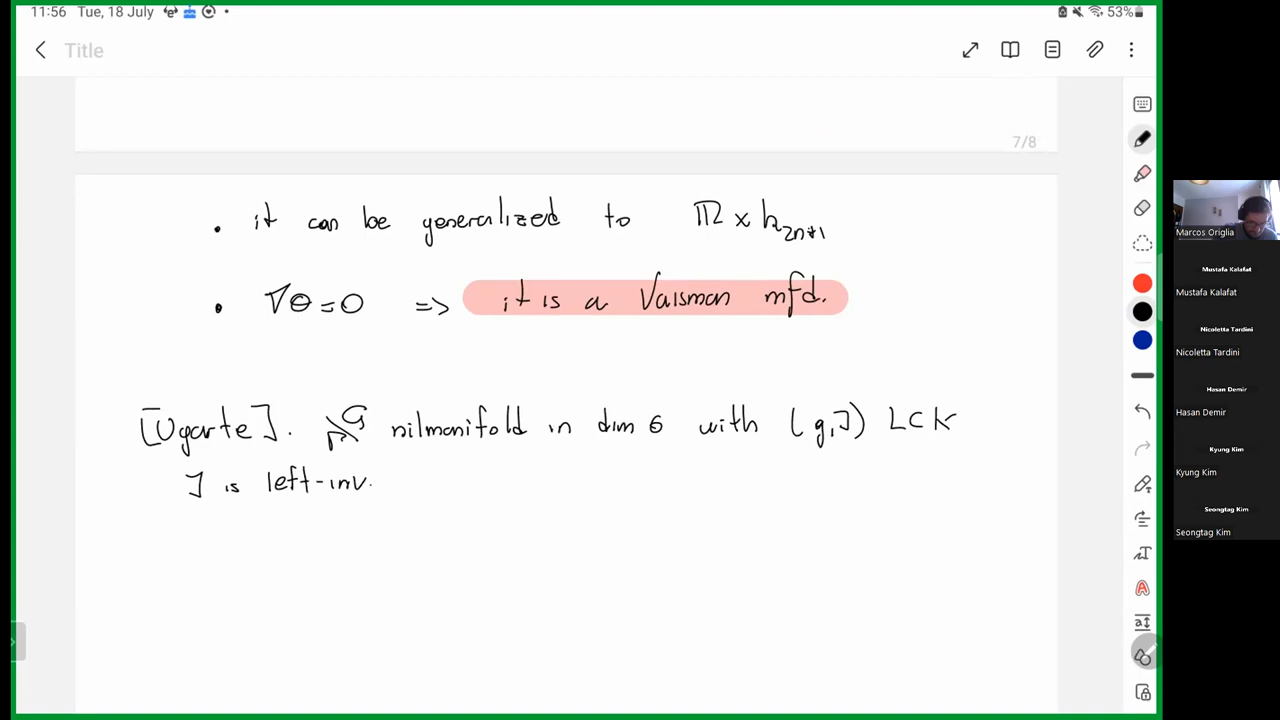 11:56 Tue, 18 July
53%
Title
7/8
• it can be generalized to ℝ × h₂ₙ₊₁
• ∇θ=0 => it is a Vaisman mfd.
[Ugarte]. Γ\G nilmanifold in dim 6 with (g,J) LCK
J is left-inv.
Marcos Origlia
Mustafa Kalafat
Mustafa Kalafat
Nicoletta Tardini
Nicoletta Tardini
Hasan Demir
Hasan Demir
Kyung Kim
Kyung Kim
Seongtag Kim
Seongtag Kim